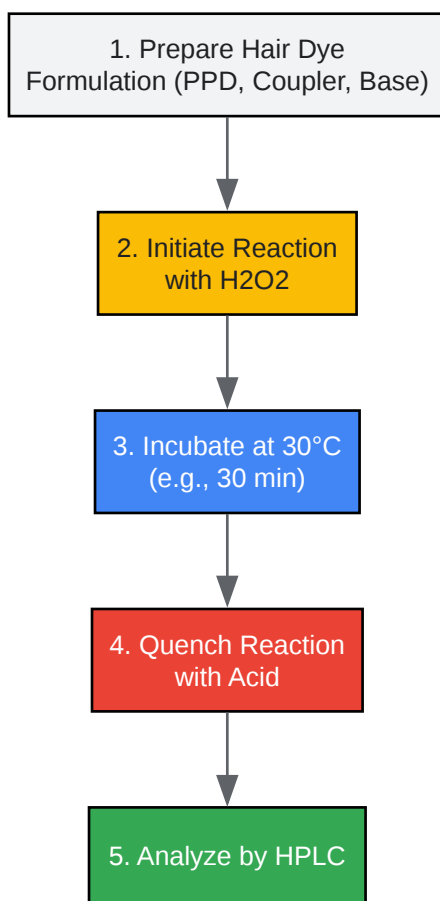 1. Prepare Hair Dye
Formulation (PPD, Coupler, Base)
2. Initiate Reaction
with H2O2
3. Incubate at 30°C
(e.g., 30 min)
4. Quench Reaction
with Acid
5. Analyze by HPLC